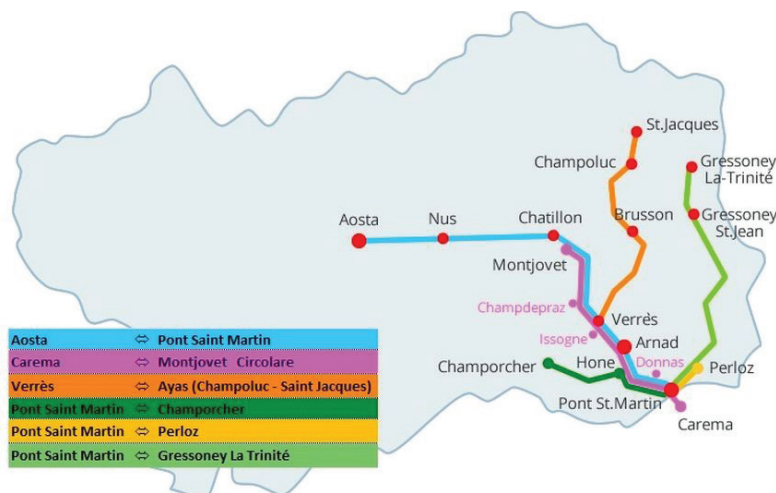 St.Jacques
Champoluc
Gressoney
La-Trinité
Aosta
Nus
Chatillon
Brusson
Gressoney
St.Jean
Montjovet
Champdepraz
Verrès
Issogne
Arnad
Champorcher
Hone
Donnas
Perloz
Pont St.Martin
Carema
Aosta ⇔ Pont Saint Martin
Carema ⇔ Montjovet Circolare
Verrès ⇔ Ayas (Champoluc - Saint Jacques)
Pont Saint Martin ⇔ Champorcher
Pont Saint Martin ⇔ Perloz
Pont Saint Martin ⇔ Gressoney La Trinité